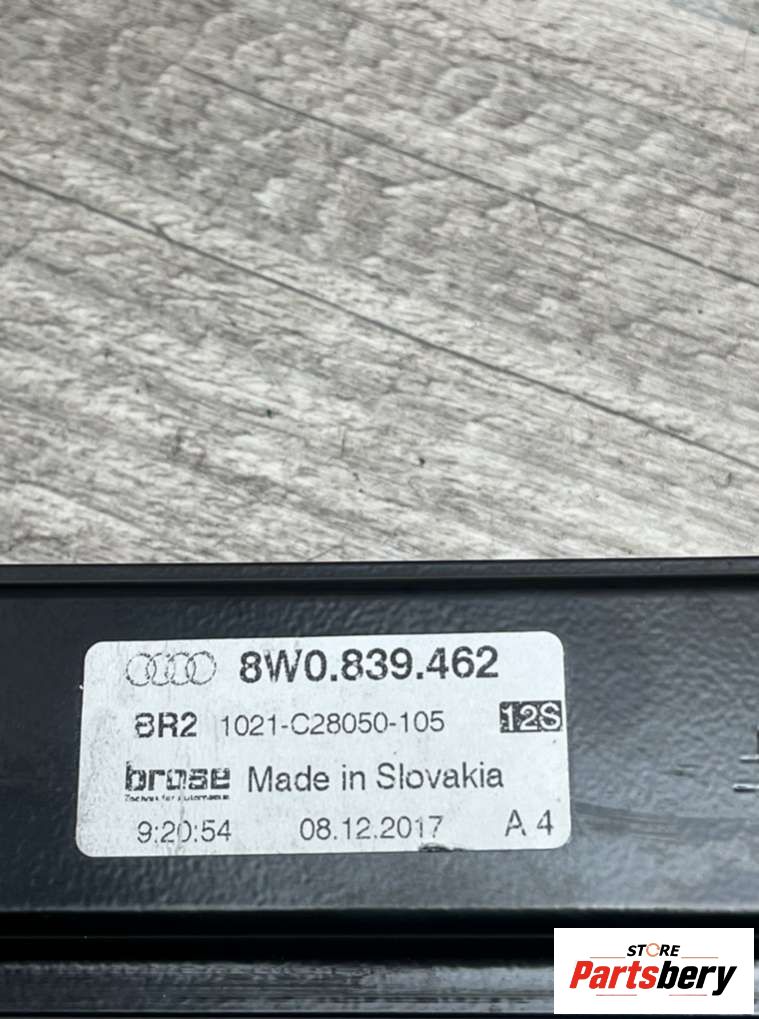 8W0.839.462
BR2 1021-C28050-105 12S
brose Made in Slovakia
9:20:54 08.12.2017 A 4
STORE
Partsbery